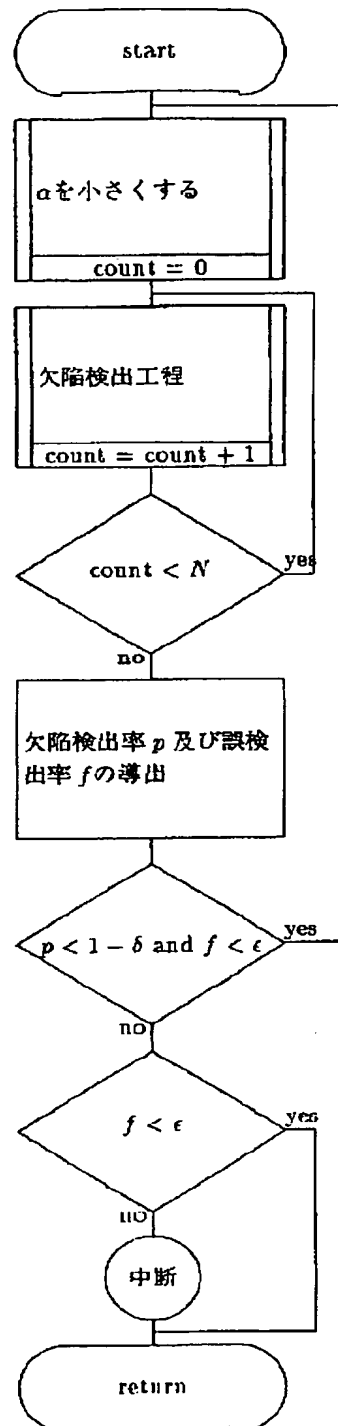 start
αを小さくする
count = 0
欠陥検出工程
count = count + 1
count < N
yes
no
欠陥検出率 p 及び誤検
出率 fの導出
p < 1 − δ and f < ϵ
yes
no
f < ϵ
yes
no
中断
return